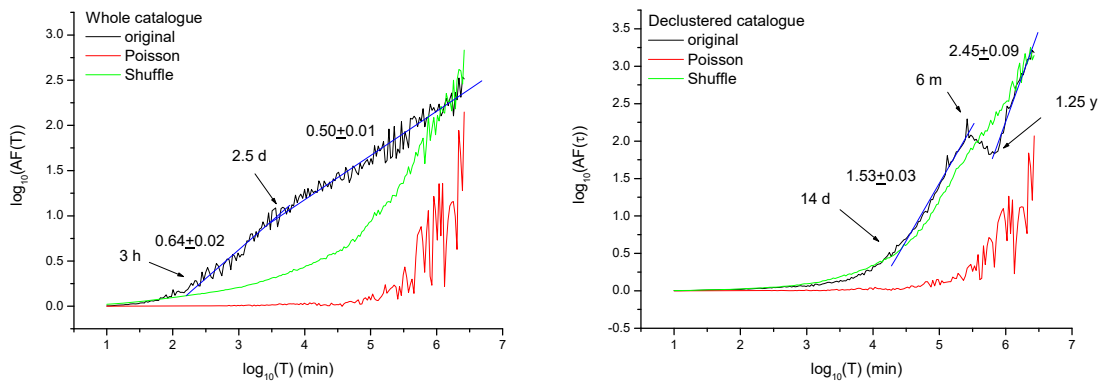 Whole catalogue
original
Poisson
Shuffle
3.0
2.5
2.0
1.5
1.0
0.5
0.0
log10(AF(T))
0.50±0.01
2.5 d
0.64±0.02
3 h
1 2 3 4 5 6 7
log10(T) (min)
Declustered catalogue
original
Poisson
Shuffle
3.5
3.0
2.5
2.0
1.5
1.0
0.5
0.0
-0.5
log10(AF(τ))
2.45±0.09
6 m
1.25 y
1.53±0.03
14 d
1 2 3 4 5 6 7
log10(T) (min)